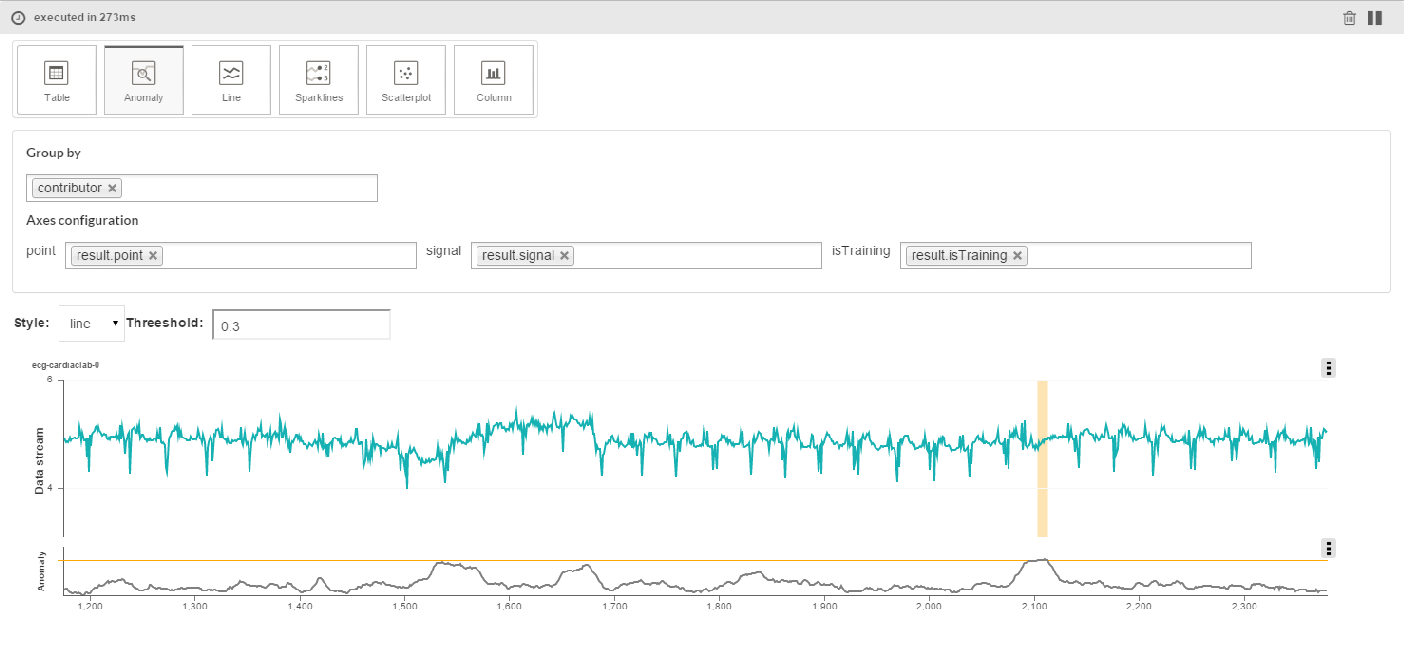 executed in 273ms
Table Anomaly Line Sparklines Scatterplot Column
Group by
contributor ×
Axes configuration
point result.point × signal result.signal × isTraining result.isTraining ×
Style: line Threeshold: 0.3
ecg-cardiaclab-0
6
Data stream
4
Anomaly
1,200 1,300 1,400 1,500 1,600 1,700 1,800 1,900 2,000 2,100 2,200 2,300